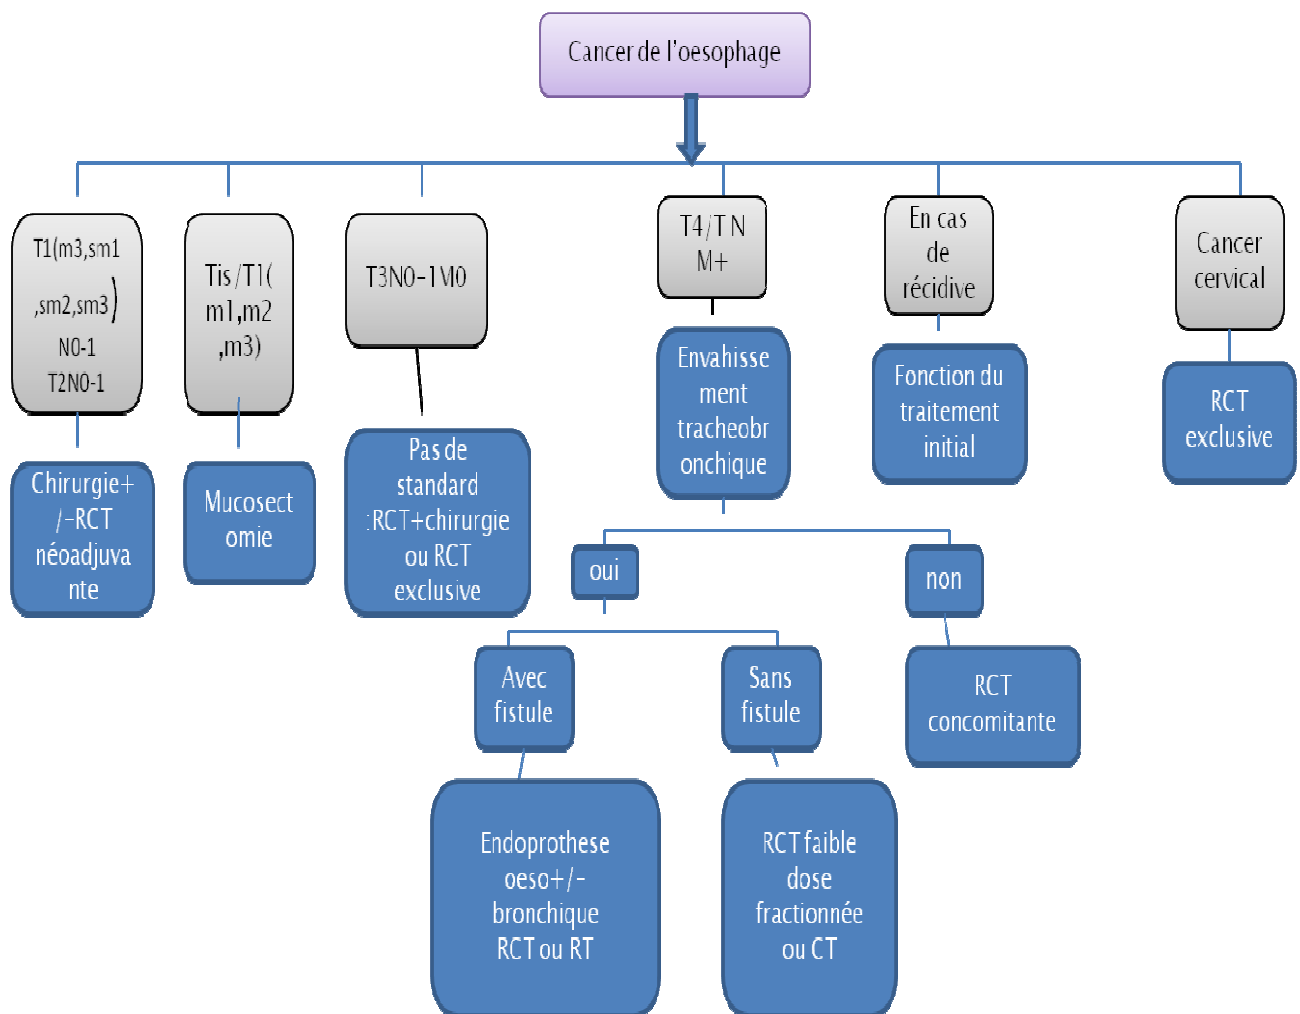 Cancer de l'oesophage
T1(m3,sm1
,sm2,sm3)
N0-1
T2N0-1
Chirurgie+
/-RCT
néoadjuva
nte
Tis/T1(
m1,m2
,m3)
Mucosect
omie
T3N0-1M0
Pas de
standard
:RCT+chirurgie
ou RCT
exclusive
T4/T N
M+
Envahisse
ment
tracheobr
onchique
oui
non
Avec
fistule
Sans
fistule
RCT
concomitante
Endoprothese
oeso+/-
bronchique
RCT ou RT
RCT faible
dose
fractionnée
ou CT
En cas
de
récidive
Fonction du
traitement
initial
Cancer
cervical
RCT
exclusive